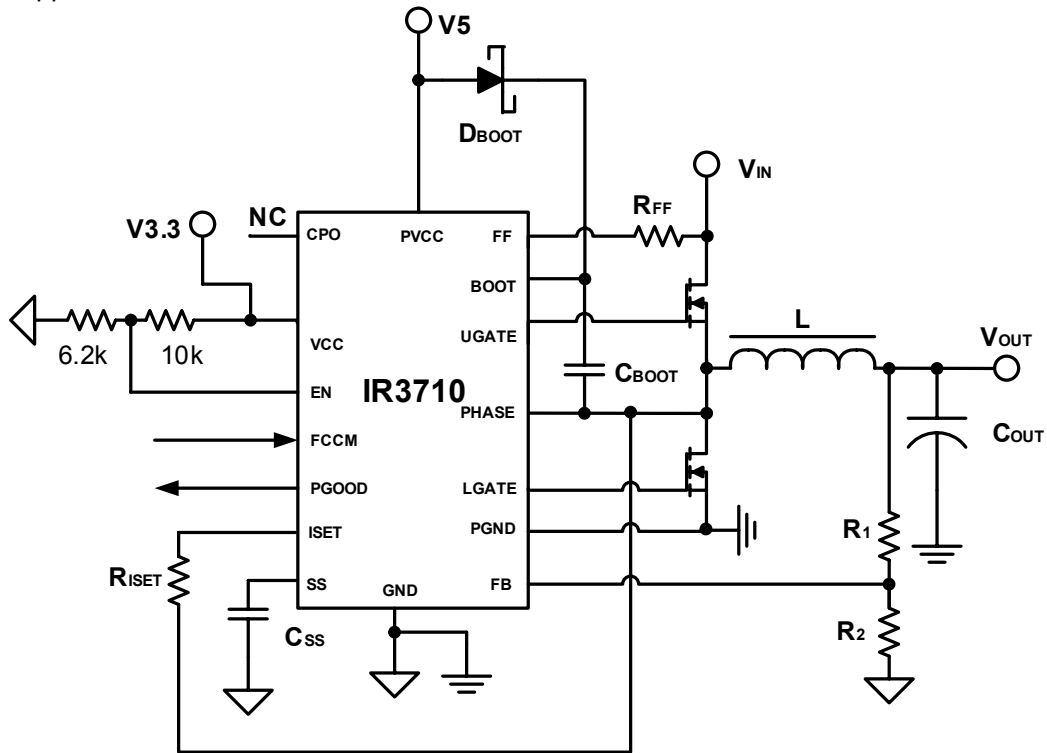 V5
DBOOT
VIN
RFF
NC
V3.3
CPO
PVCC
FF
BOOT
UGATE
L
VOUT
6.2k
10k
VCC
CBOOT
EN
IR3710
PHASE
FCCM
COUT
PGOOD
LGATE
ISET
PGND
R1
RISET
SS
GND
FB
CSS
R2